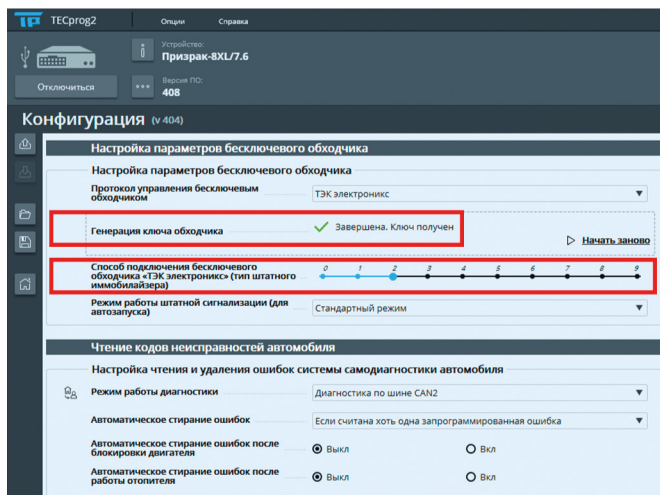 TECprog2 Опции Справка
Устройство:
Призрак-8XL/7.6
Версия ПО:
408
Отключиться
Конфигурация (v 404)
Настройка параметров бесключевого обходчика
Настройка параметров бесключевого обходчика
Протокол управления бесключевым обходчиком
ТЭК электроникс
Генерация ключа обходчика
Завершена. Ключ получен
Начать заново
Способ подключения бесключевого
обходчика «ТЭК электроникс» (тип штатного
иммобилайзера)
0 1 2 3 4 5 6 7 8 9
Режим работы штатной сигнализации (для
автозапуска)
Стандартный режим
Чтение кодов неисправностей автомобиля
Настройка чтения и удаления ошибок системы самодиагностики автомобиля
Режим работы диагностики
Диагностика по шине CAN2
Автоматическое стирание ошибок
Если считана хоть одна запрограммированная ошибка
Автоматическое стирание ошибок после
блокировки двигателя
Выкл Вкл
Автоматическое стирание ошибок после
работы отопителя
Выкл Вкл